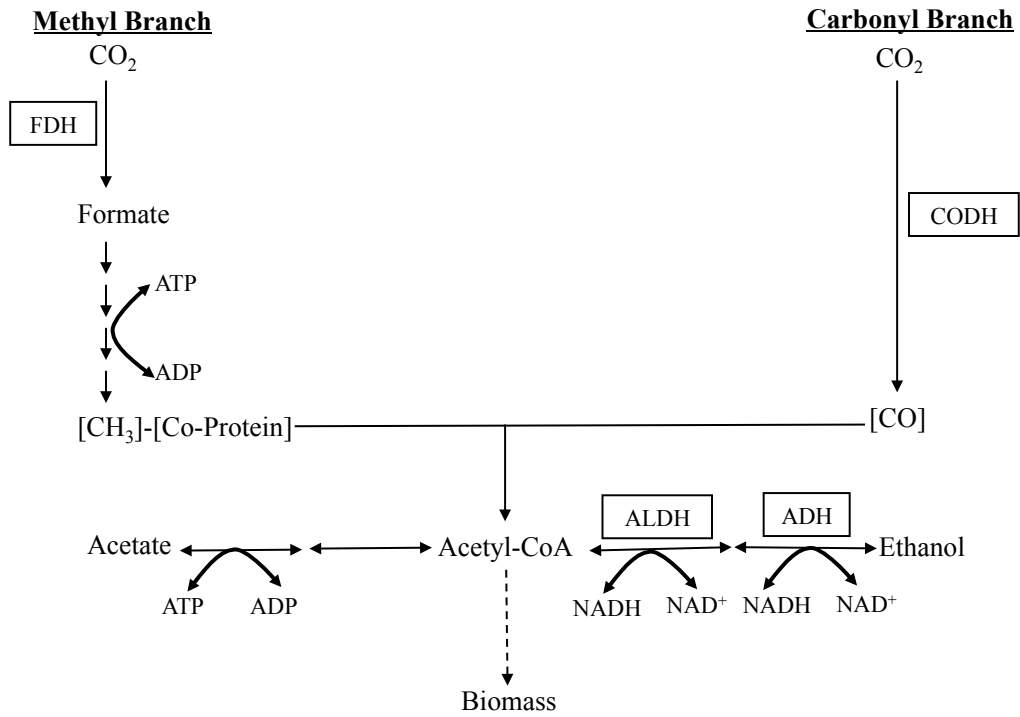 Methyl Branch
Carbonyl Branch
CO₂
CO₂
FDH
Formate
CODH
ATP
ADP
[CH₃]-[Co-Protein]
[CO]
ALDH
ADH
Acetate
Acetyl-CoA
Ethanol
ATP
ADP
NADH
NAD⁺
NADH
NAD⁺
Biomass